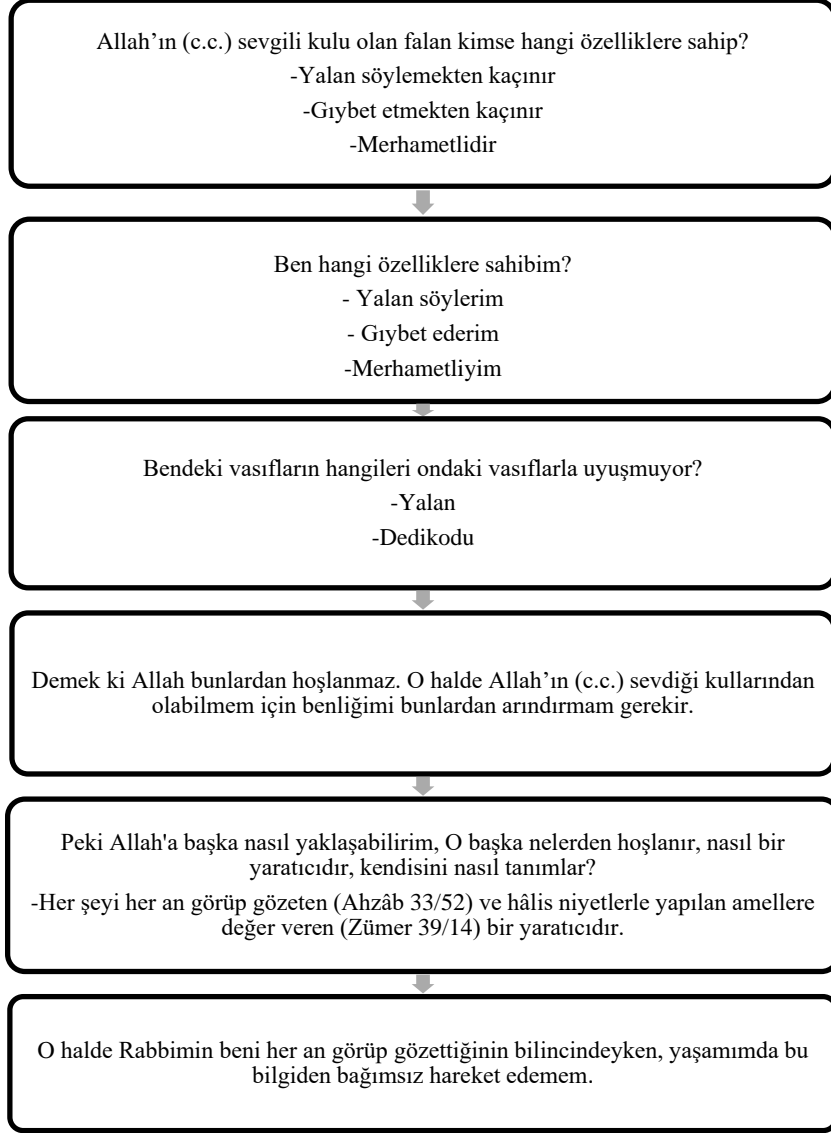 Allah’ın (c.c.) sevgili kulu olan falan kimse hangi özelliklere sahip?
-Yalan söylemekten kaçınır
-Gıybet etmekten kaçınır
-Merhametlidir
Ben hangi özelliklere sahibim?
- Yalan söylerim
- Gıybet ederim
-Merhametliyim
Bendeki vasıfların hangileri ondaki vasıflarla uyuşmuyor?
-Yalan
-Dedikodu
Demek ki Allah bunlardan hoşlanmaz. O halde Allah’ın (c.c.) sevdiği kullarından
olabilmem için benliğimi bunlardan arındırmam gerekir.
Peki Allah'a başka nasıl yaklaşabilirim, O başka nelerden hoşlanır, nasıl bir
yaratıcıdır, kendisini nasıl tanımlar?
-Her şeyi her an görüp gözeten (Ahzâb 33/52) ve hâlis niyetlerle yapılan amellere
değer veren (Zümer 39/14) bir yaratıcıdır.
O halde Rabbimin beni her an görüp gözettiğinin bilincindeyken, yaşamımda bu
bilgiden bağımsız hareket edemem.